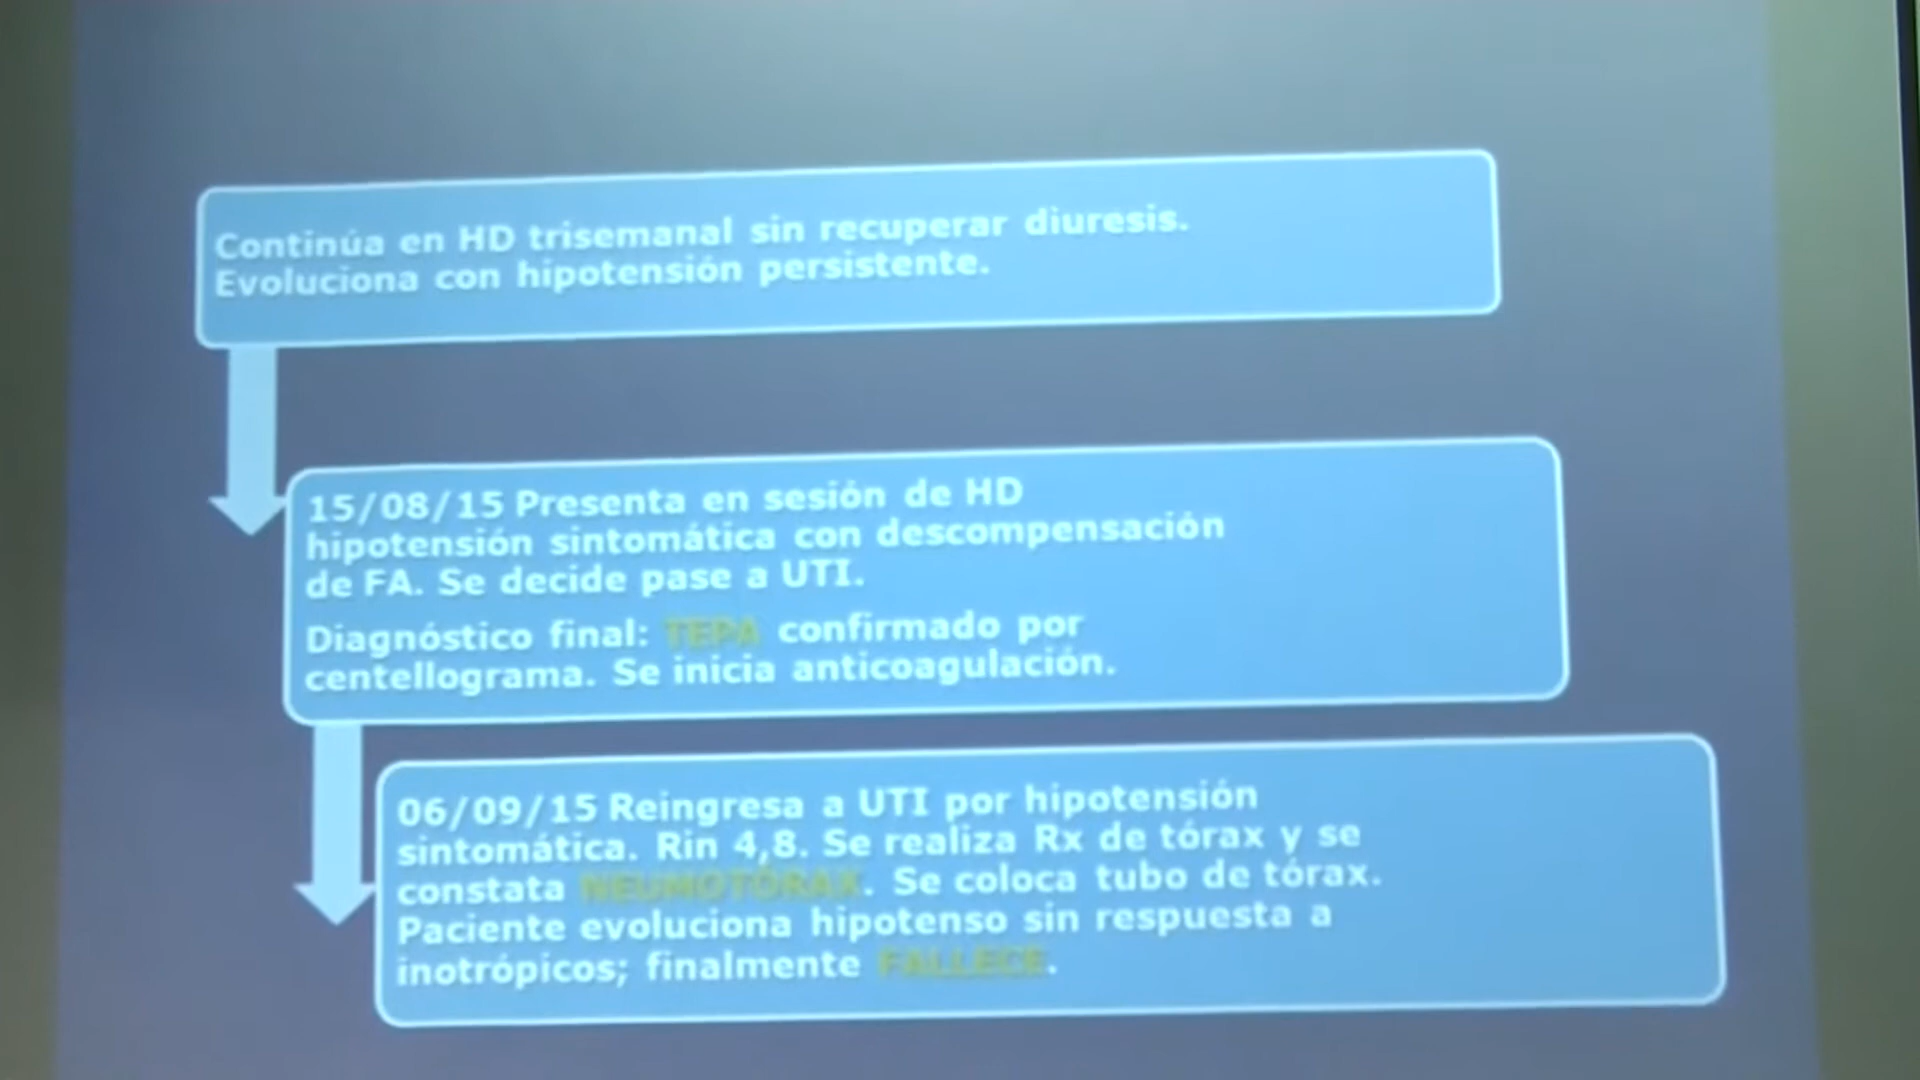 Continúa en HD trisemanal sin recuperar diuresis.
Evoluciona con hipotensión persistente.
15/08/15 Presenta en sesión de HD
hipotensión sintomática con descompensación
de FA. Se decide pase a UTI.
Diagnóstico final: TEPA confirmado por
centellograma. Se inicia anticoagulación.
06/09/15 Reingresa a UTI por hipotensión
sintomática. Rin 4,8. Se realiza Rx de tórax y se
constata NEUMOTÓRAX. Se coloca tubo de tórax.
Paciente evoluciona hipotenso sin respuesta a
inotrópicos; finalmente FALLECE.